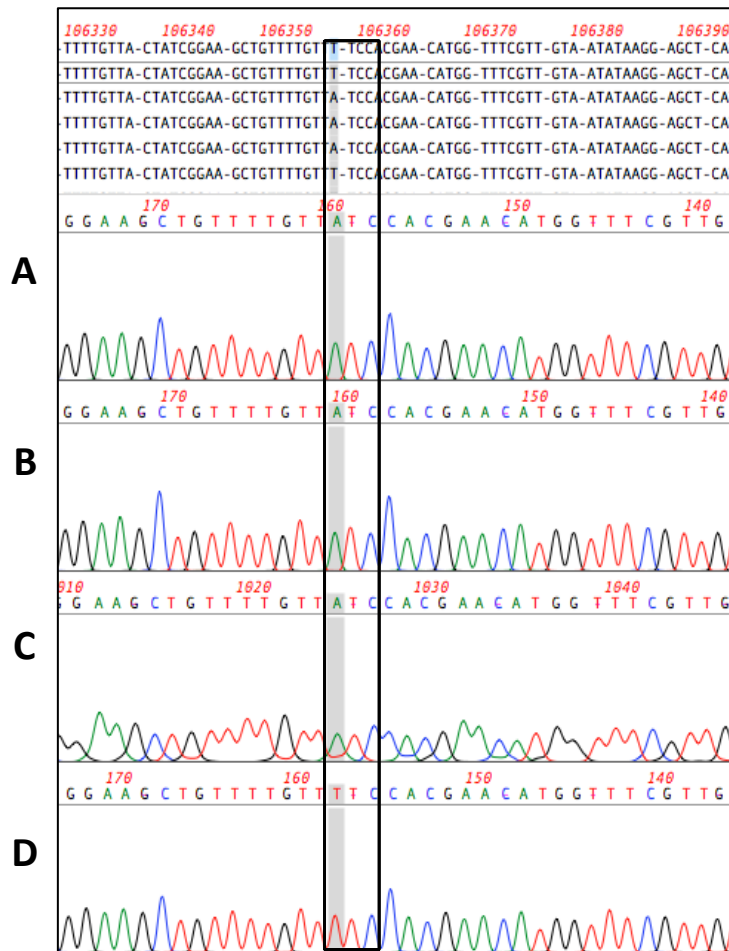 106330 106340 106350 106360 106370 106380 106390
-TTTTGTTA-CTATCGGAA-GCTGTTTTGTTT-TCCACGAA-CATGG-TTTCGTT-GTA-ATATAAGG-AGCT-CA
-TTTTGTTA-CTATCGGAA-GCTGTTTTGTTT-TCCACGAA-CATGG-TTTCGTT-GTA-ATATAAGG-AGCT-CA
-TTTTGTTA-CTATCGGAA-GCTGTTTTGTTA-TCCACGAA-CATGG-TTTCGTT-GTA-ATATAAGG-AGCT-CA
-TTTTGTTA-CTATCGGAA-GCTGTTTTGTTA-TCCACGAA-CATGG-TTTCGTT-GTA-ATATAAGG-AGCT-CA
-TTTTGTTA-CTATCGGAA-GCTGTTTTGTTA-TCCACGAA-CATGG-TTTCGTT-GTA-ATATAAGG-AGCT-CA
-TTTTGTTA-CTATCGGAA-GCTGTTTTGTTT-TCCACGAA-CATGG-TTTCGTT-GTA-ATATAAGG-AGCT-CA
170 160 150 140
G G A A G C T G T T T T G T T A T C C A C G A A C A T G G T T T C G T T G
A
170 160 150 140
G G A A G C T G T T T T G T T A T C C A C G A A C A T G G T T T C G T T G
B
010 1020 1030 1040
G G A A G C T G T T T T G T T A T C C A C G A A C A T G G T T T C G T T G
C
170 160 150 140
G G A A G C T G T T T T G T T T T C C A C G A A C A T G G T T T C G T T G
D